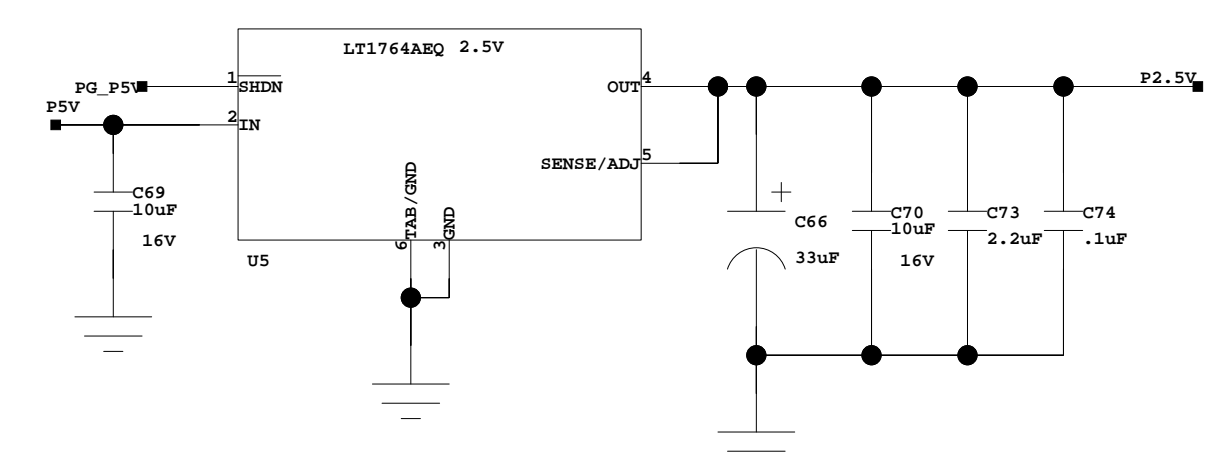 LT1764AEQ 2.5V
PG_P5V
1
SHDN
P5V
2
IN
OUT
4
P2.5V
SENSE/ADJ
5
TAB/GND
6
GND
3
U5
C69
10uF
16V
+
C66
33uF
C70
10uF
16V
C73
2.2uF
C74
.1uF